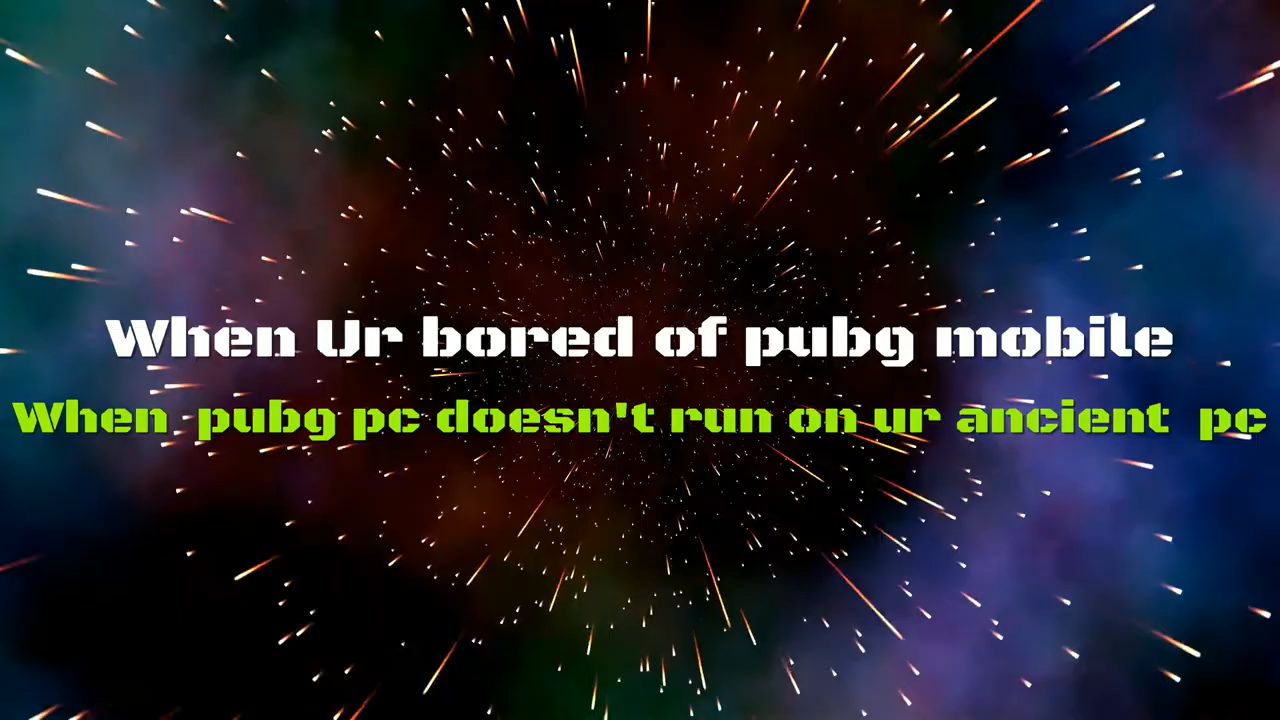 When Ur bored of pubg mobile
When  pubg pc doesn't run on ur ancient  pc